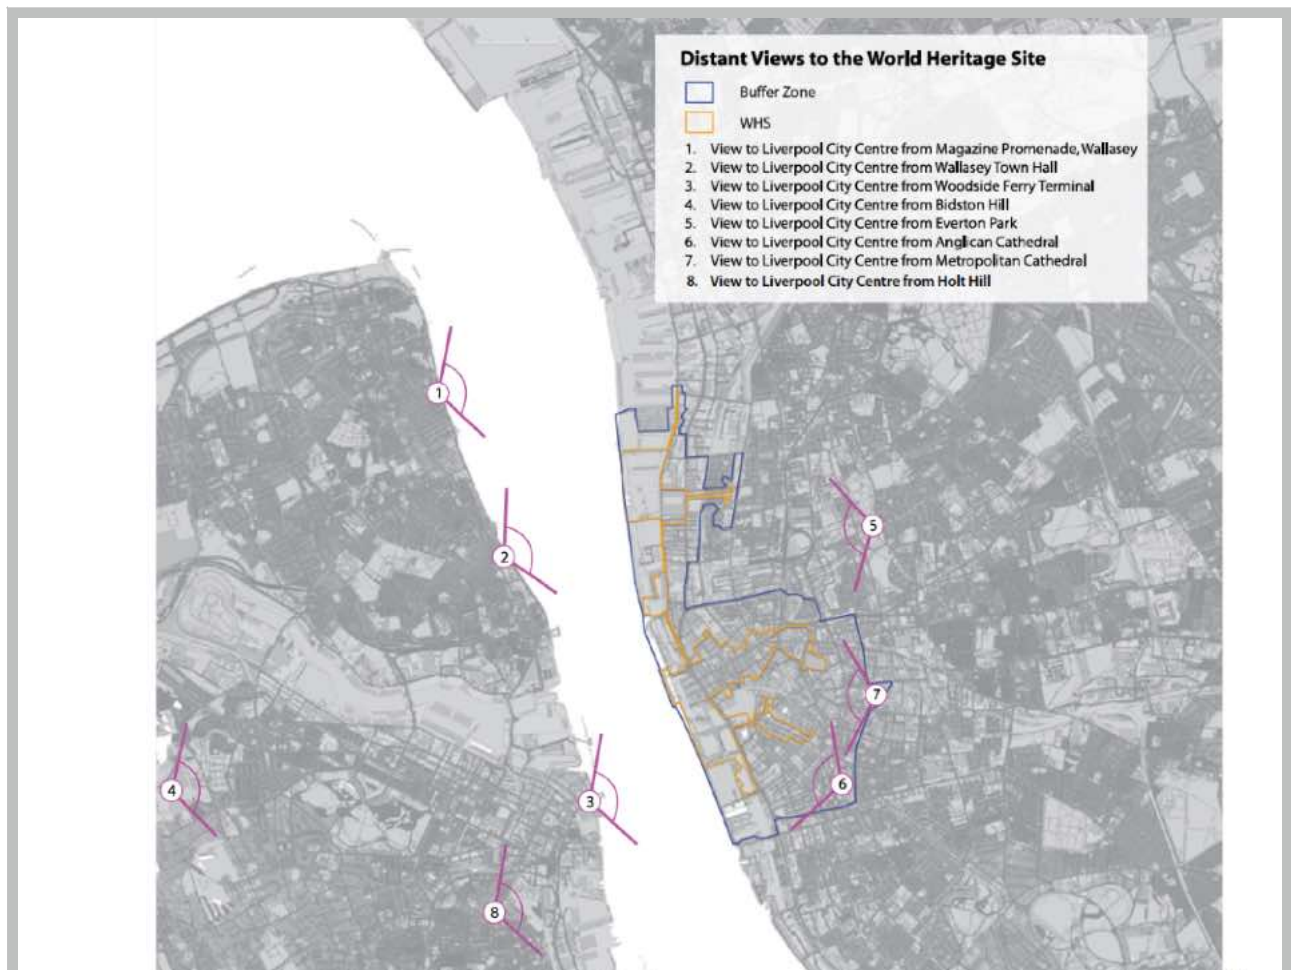 Distant Views to the World Heritage Site
Buffer Zone
WHS
1. View to Liverpool City Centre from Magazine Promenade, Wallasey
2. View to Liverpool City Centre from Wallasey Town Hall
3. View to Liverpool City Centre from Woodside Ferry Terminal
4. View to Liverpool City Centre from Bidston Hill
5. View to Liverpool City Centre from Everton Park
6. View to Liverpool City Centre from Anglican Cathedral
7. View to Liverpool City Centre from Metropolitan Cathedral
8. View to Liverpool City Centre from Holt Hill
1
2
5
7
6
4
3
8